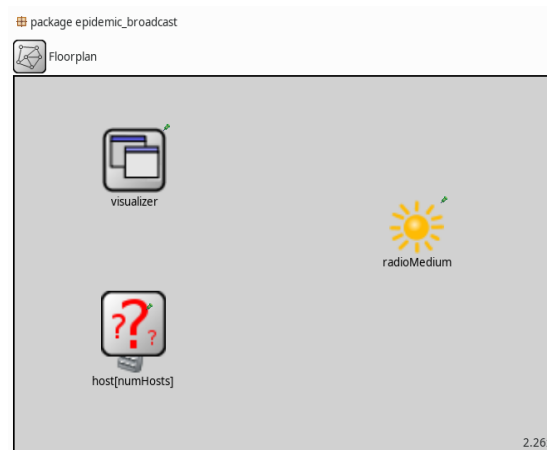 package epidemic_broadcast
Floorplan
visualizer
radioMedium
? ? ?
host[numHosts]
2.26